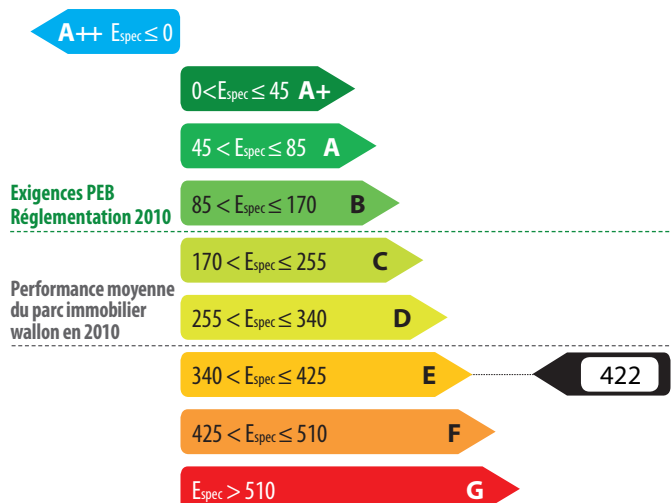 A++ Espec ≤ 0
0<Espec ≤ 45 A+
45 < Espec ≤ 85 A
Exigences PEB
Réglementation 2010
85 < Espec ≤ 170 B
170 < Espec ≤ 255 C
Performance moyenne
du parc immobilier
wallon en 2010
255 < Espec ≤ 340 D
340 < Espec ≤ 425 E
422
425 < Espec ≤ 510 F
Espec > 510 G